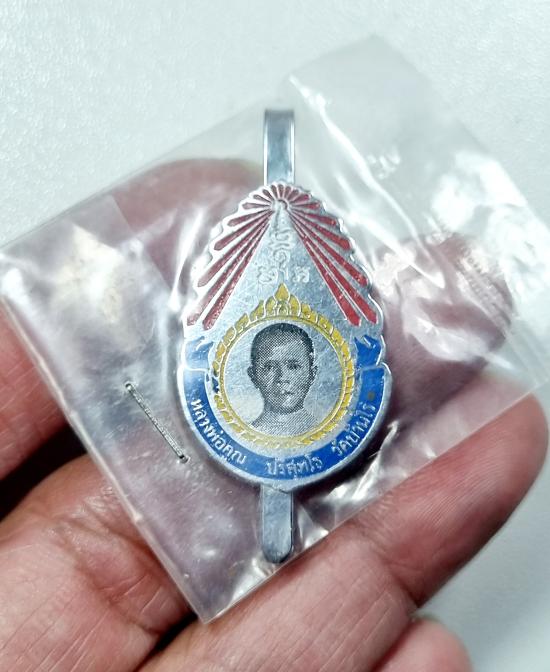 หลวงพ่อคูณ ปริสุทโธ วัดบ้านไร่